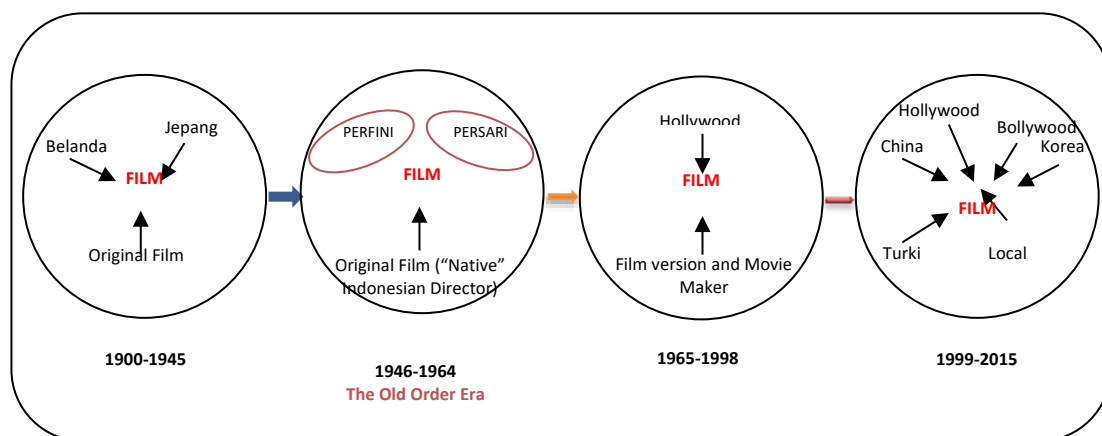 Jepang
Belanda
FILM
Original Film
1900-1945
PERFINI
PERSARI
FILM
Original Film (“Native”
Indonesian Director)
1946-1964
The Old Order Era
Hollywood
FILM
Film version and Movie
Maker
1965-1998
Hollywood
Bollywood
China
Korea
FILM
Turki
Local
1999-2015